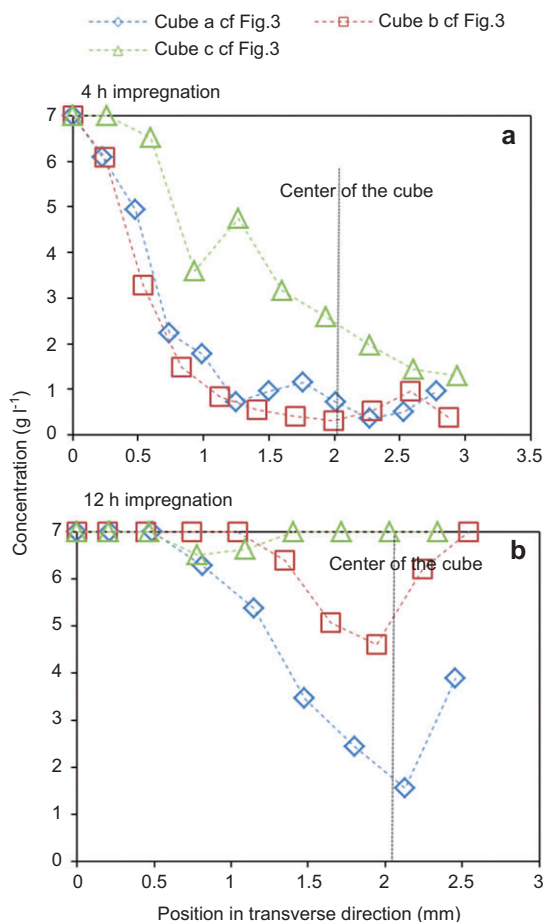 Cube a cf Fig.3 Cube b cf Fig.3
Cube c cf Fig.3
4 h impregnation
a
Center of the cube
7
6
5
4
3
2
1
0
0 0.5 1 1.5 2 2.5 3 3.5
Concentration (g l-1)
12 h impregnation
b
Center of the cube
7
6
5
4
3
2
1
0
0 0.5 1 1.5 2 2.5 3
Position in transverse direction (mm)